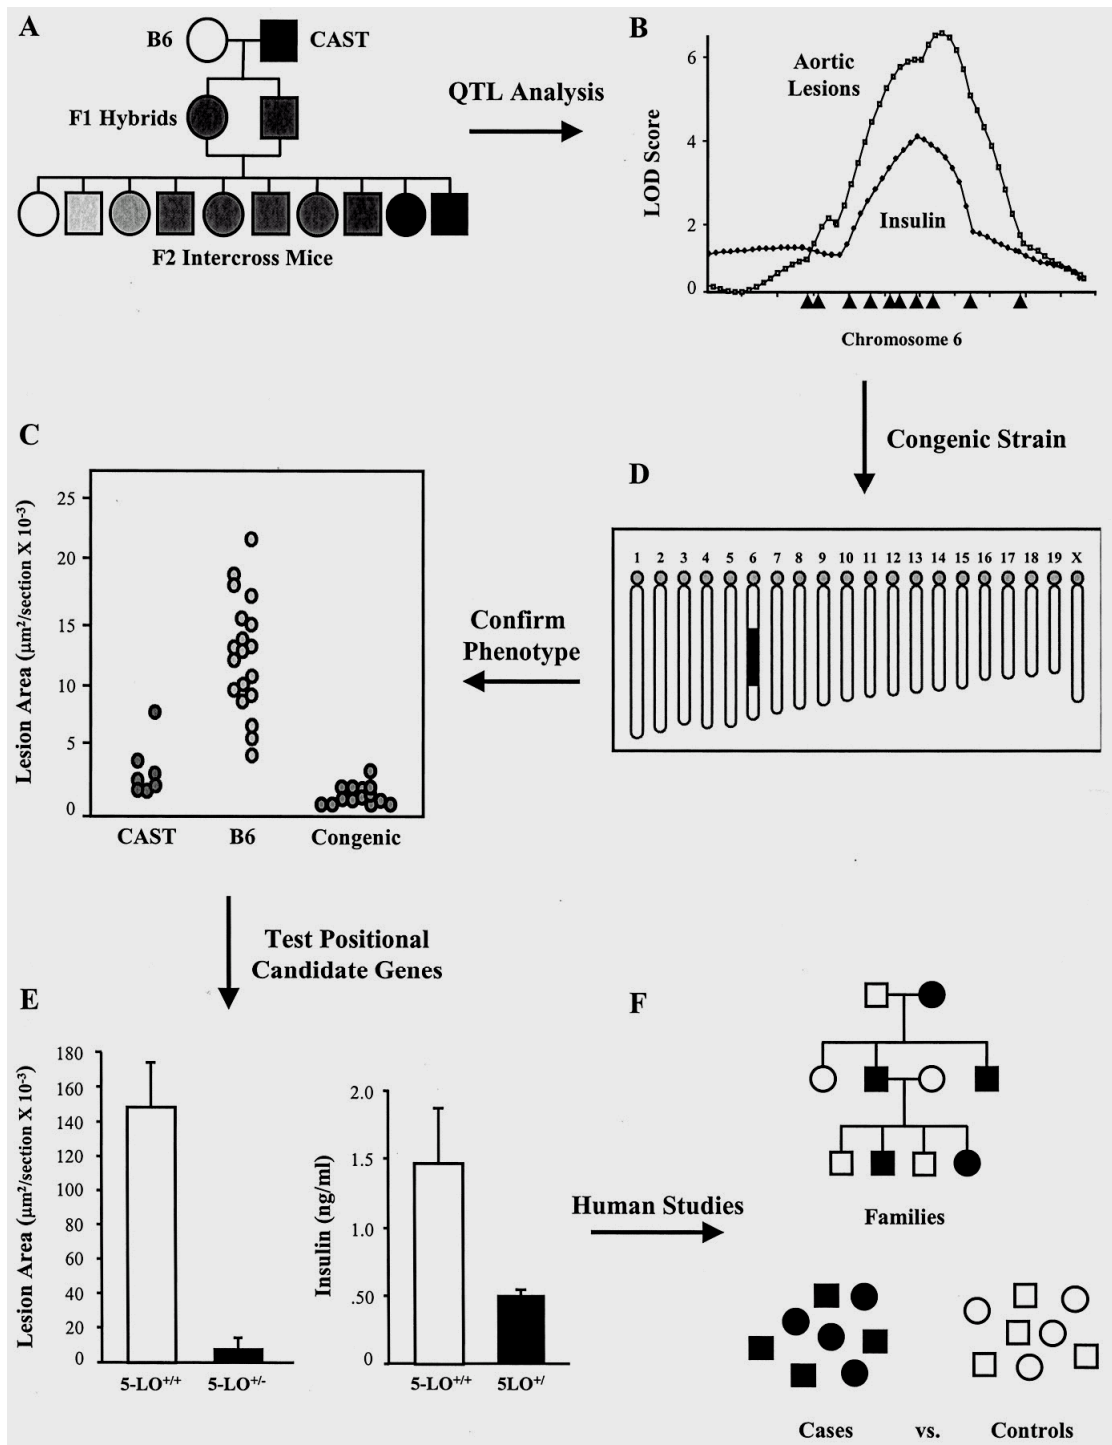 A
B6
CAST
F1 Hybrids
F2 Intercross Mice
QTL Analysis
B
LOD Score
6
4
2
0
Aortic
Lesions
Insulin
Chromosome 6
Congenic Strain
C
Lesion Area (μm²/section X 10⁻³)
25
20
15
10
5
0
CAST B6 Congenic
Confirm
Phenotype
D
1 2 3 4 5 6 7 8 9 10 11 12 13 14 15 16 17 18 19 X
Test Positional
Candidate Genes
E
Lesion Area (μm²/section X 10⁻³)
180
160
140
120
100
80
60
40
20
0
5-LO⁺/⁺ 5-LO⁺/⁻
Insulin (ng/ml)
2.0
1.5
1.0
.50
0
5-LO⁺/⁺ 5LO⁺/
Human Studies
F
Families
Cases vs. Controls